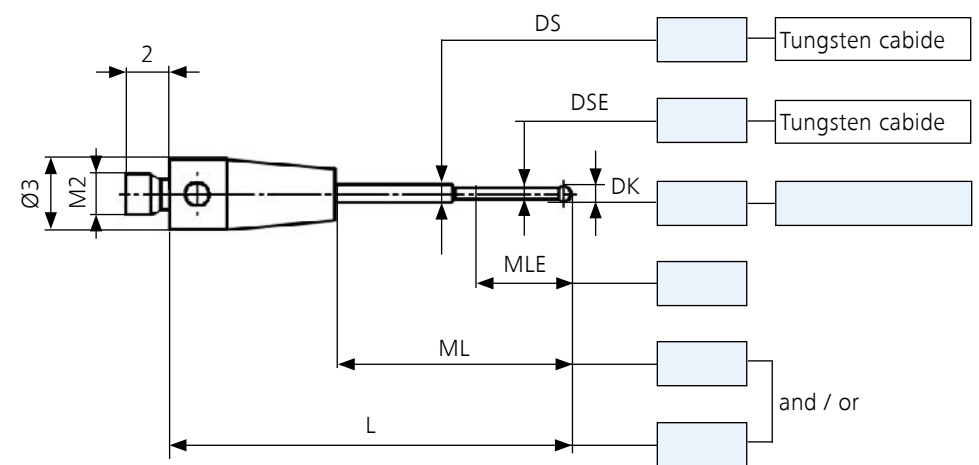 DS
Tungsten cabide
2
DSE
Tungsten cabide
Ø3
M2
DK
MLE
ML
and / or
L